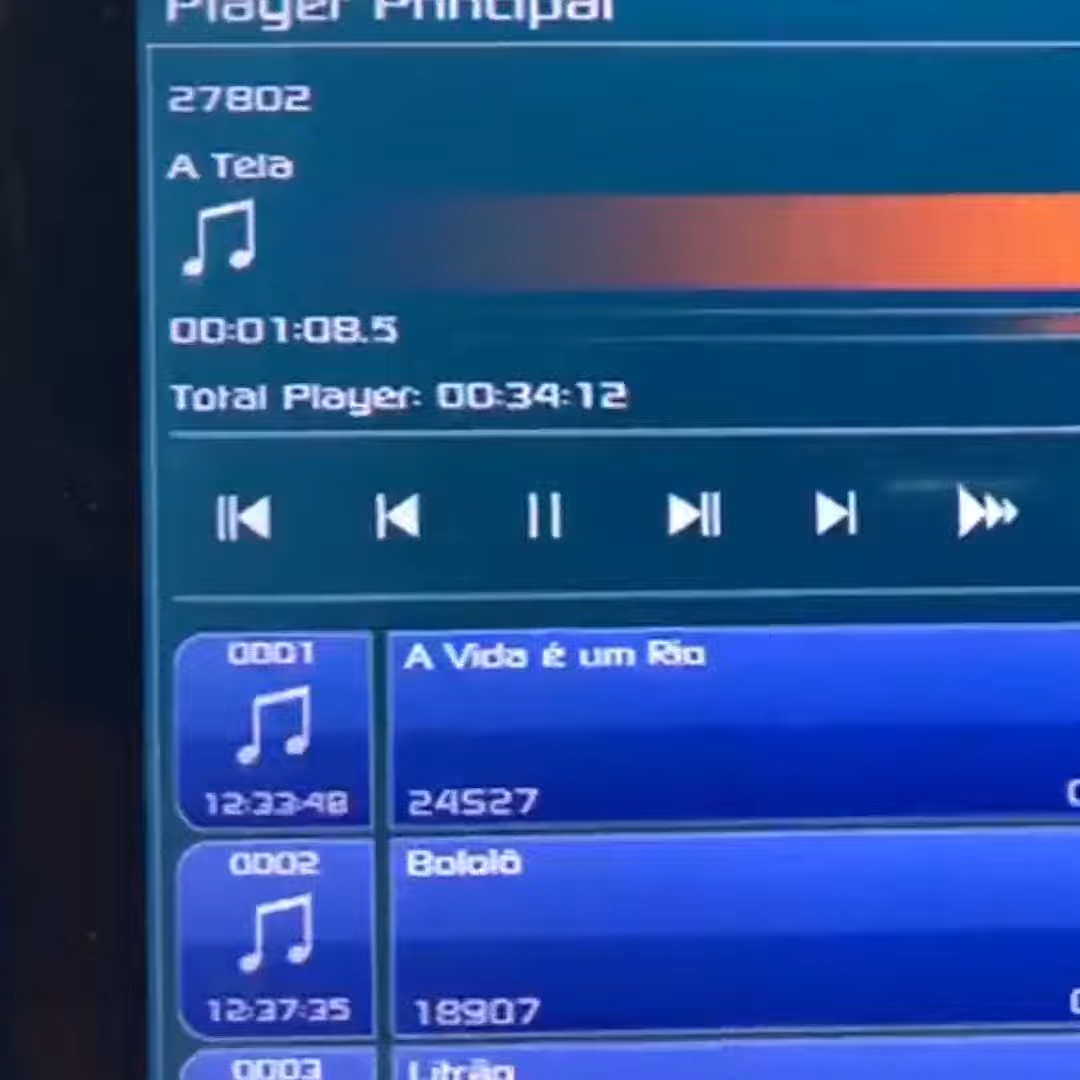 Player Principal
27802
A Tela
00:01:08.5
Total Player: 00:34:12
0001
A Vida é um Rio
12:33:48
24527
0002
Bololô
12:37:35
18907
0003
Litrão